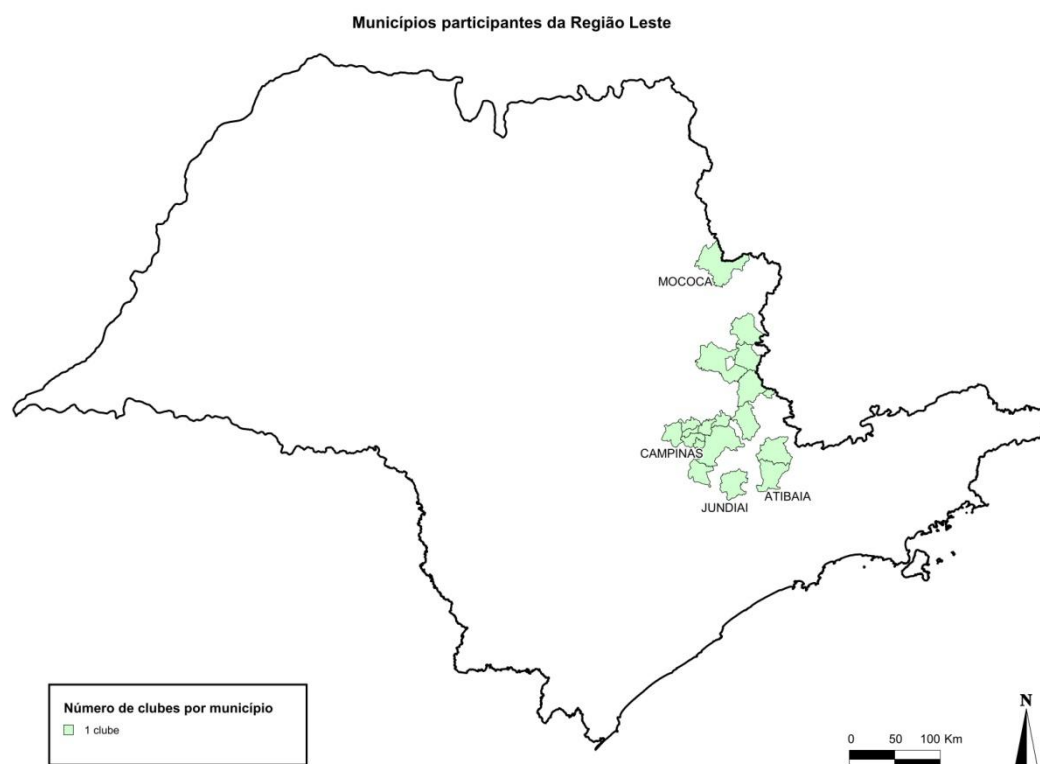 Municípios participantes da Região Leste
MOCOCA
CAMPINAS
JUNDIAI
ATIBAIA
Número de clubes por município
1 clube
N
0 50 100 Km